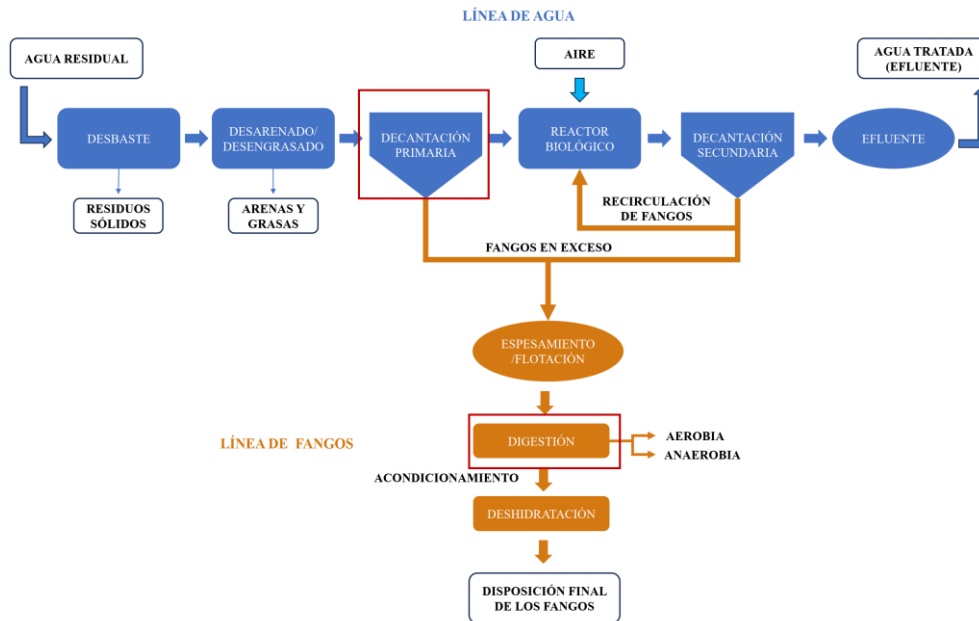 LÍNEA DE AGUA
AGUA RESIDUAL
AIRE
AGUA TRATADA
(EFLUENTE)
DESBASTE
DESARENADO/
DESENGRASADO
DECANTACIÓN
PRIMARIA
REACTOR
BIOLÓGICO
DECANTACIÓN
SECUNDARIA
EFLUENTE
RESIDUOS
SÓLIDOS
ARENAS Y
GRASAS
RECIRCULACIÓN
DE FANGOS
FANGOS EN EXCESO
ESPESAMIENTO
/FLOTACIÓN
LÍNEA DE FANGOS
DIGESTIÓN
AEROBIA
ANAEROBIA
ACONDICIONAMIENTO
DESHIDRATACIÓN
DISPOSICIÓN FINAL
DE LOS FANGOS